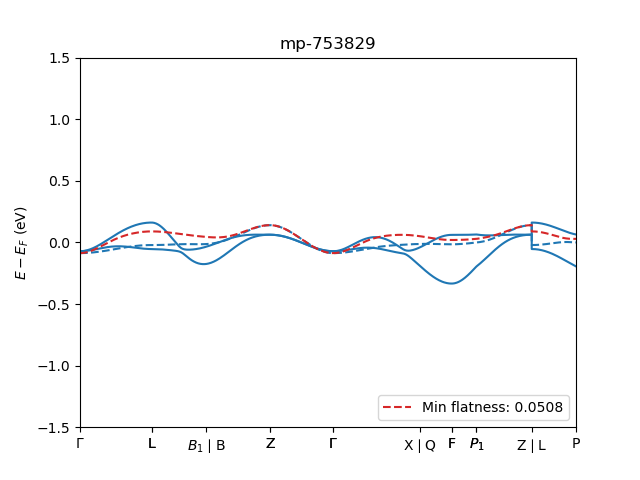 mp-753829
1.5
1.0
0.5
0.0
−0.5
−1.0
−1.5
E − E_F (eV)
Min flatness: 0.0508
Γ L B₁ | B Z Γ X | Q F P₁ Z | L P